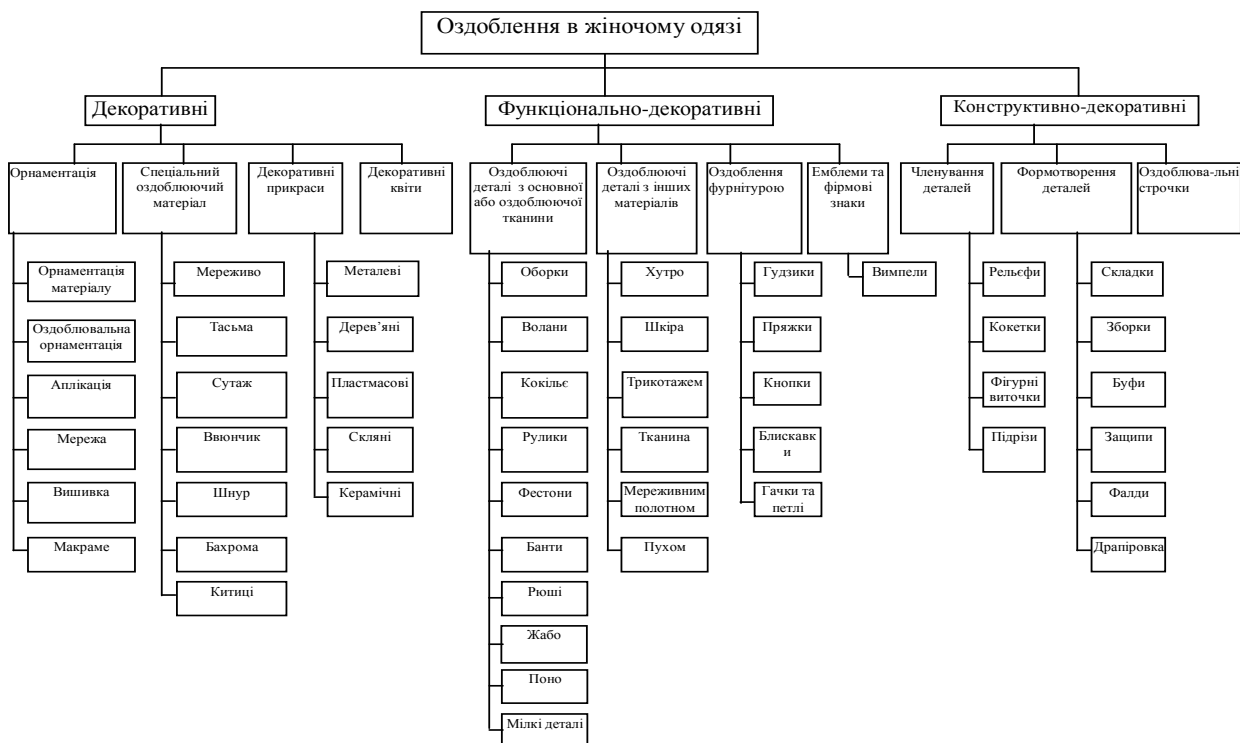 Оздоблення в жіночому одязі
Декоративні
Функціонально-декоративні
Конструктивно-декоративні
Орнаментація
Спеціальний
оздоблюючий
матеріал
Декоративні
прикраси
Декоративні
квіти
Оздоблюючі
деталі з основної
або оздоблюючої
тканини
Оздоблюючі
деталі з інших
матеріалів
Оздоблення
фурнітурою
Емблеми та
фірмові
знаки
Членування
деталей
Формотворення
деталей
Оздоблюва-льні
строчки
Орнаментація
матеріалу
Оздоблювальна
орнаментація
Аплікація
Мережа
Вишивка
Макраме
Мереживо
Тасьма
Сутаж
Ввюнчик
Шнур
Бахрома
Китиці
Металеві
Дерев’яні
Пластмасові
Скляні
Керамічні
Оборки
Волани
Кокільє
Рулики
Фестони
Банти
Рюші
Жабо
Поно
Мілкі деталі
Хутро
Шкіра
Трикотажем
Тканина
Мереживним
полотном
Пухом
Гудзики
Пряжки
Кнопки
Блискавк
и
Гачки та
петлі
Вимпели
Рельєфи
Кокетки
Фігурні
виточки
Підрізи
Складки
Зборки
Буфи
Защипи
Фалди
Драпіровка